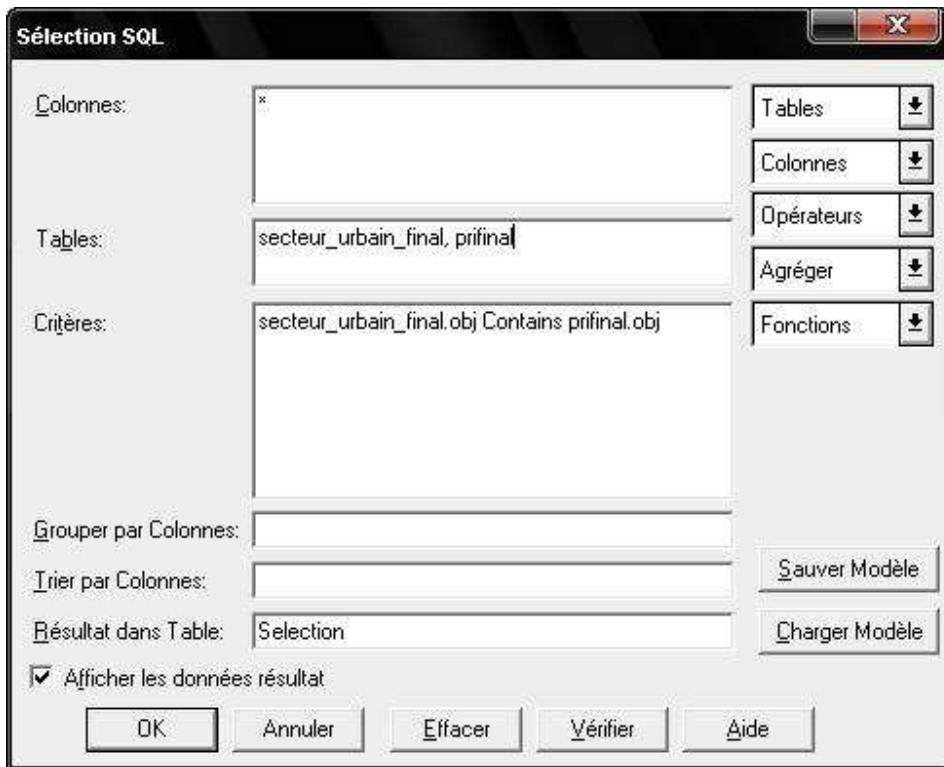 Sélection SQL
Colonnes:
*
Tables
Colonnes
Opérateurs
Agréger
Fonctions
Tables:
secteur_urbain_final, prifinal
Critères:
secteur_urbain_final.obj Contains prifinal.obj
Grouper par Colonnes:
Trier par Colonnes:
Résultat dans Table:
Selection
Sauver Modèle
Charger Modèle
Afficher les données résultat
OK
Annuler
Effacer
Vérifier
Aide